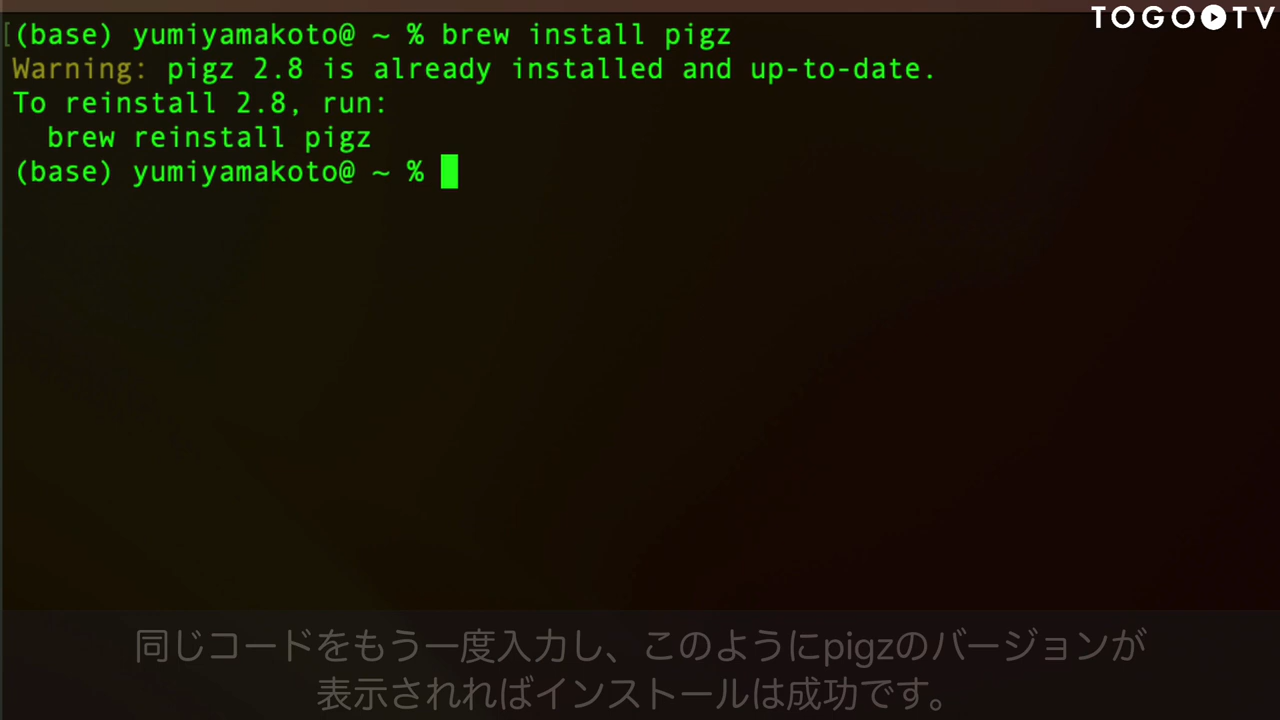 TOGO TV
[(base) yumiyamakoto@ ~ % brew install pigz
Warning: pigz 2.8 is already installed and up-to-date.
To reinstall 2.8, run:
  brew reinstall pigz
(base) yumiyamakoto@ ~ %
同じコードをもう一度入力し、このようにpigzのバージョンが
表示されればインストールは成功です。